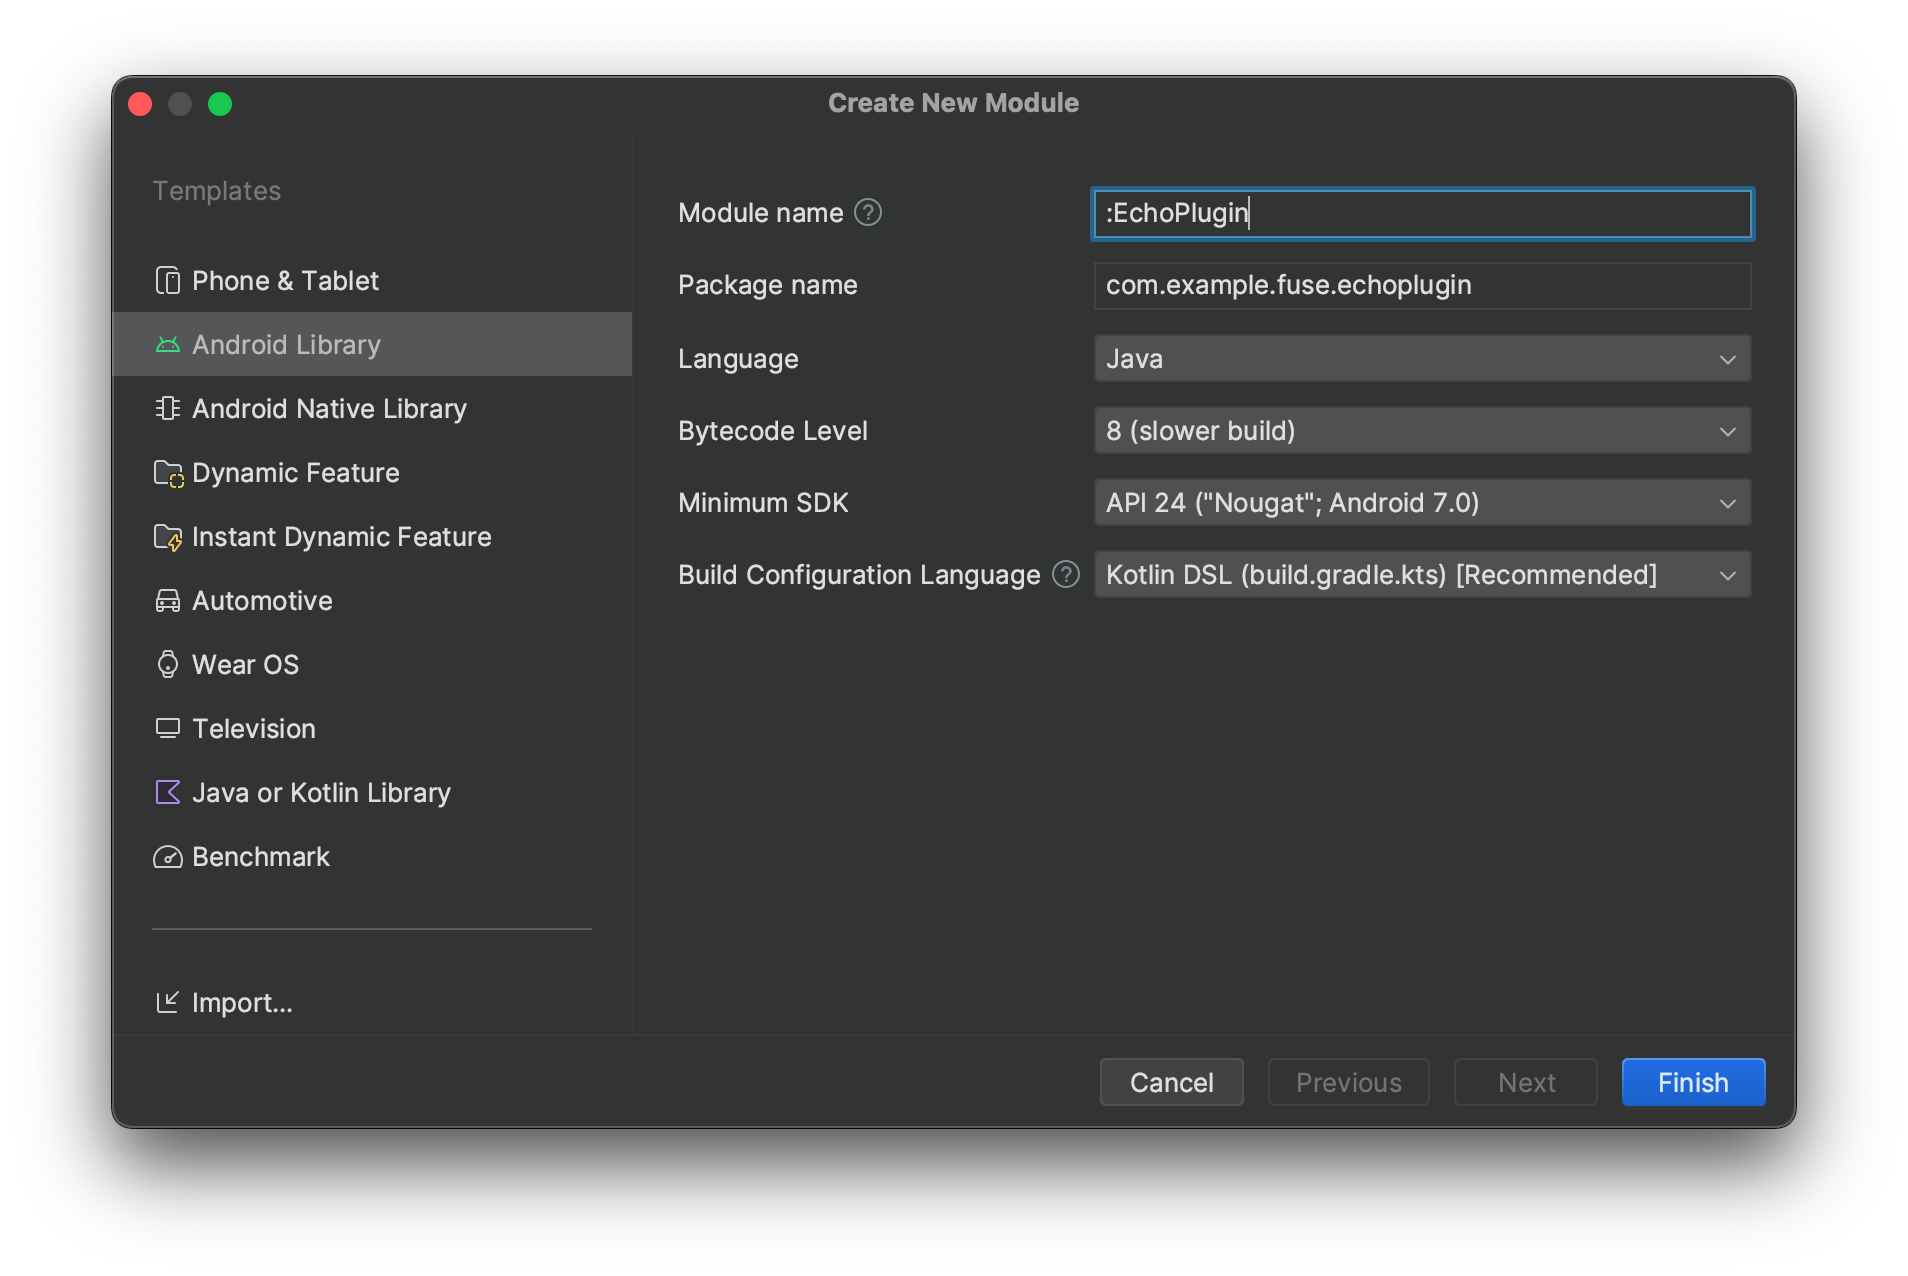 Create New Module
Templates
Phone & Tablet
Android Library
Android Native Library
Dynamic Feature
Instant Dynamic Feature
Automotive
Wear OS
Television
Java or Kotlin Library
Benchmark
Import...
Module name ?
:EchoPlugin
Package name
com.example.fuse.echoplugin
Language
Java
Bytecode Level
8 (slower build)
Minimum SDK
API 24 ("Nougat"; Android 7.0)
Build Configuration Language ?
Kotlin DSL (build.gradle.kts) [Recommended]
Cancel
Previous
Next
Finish